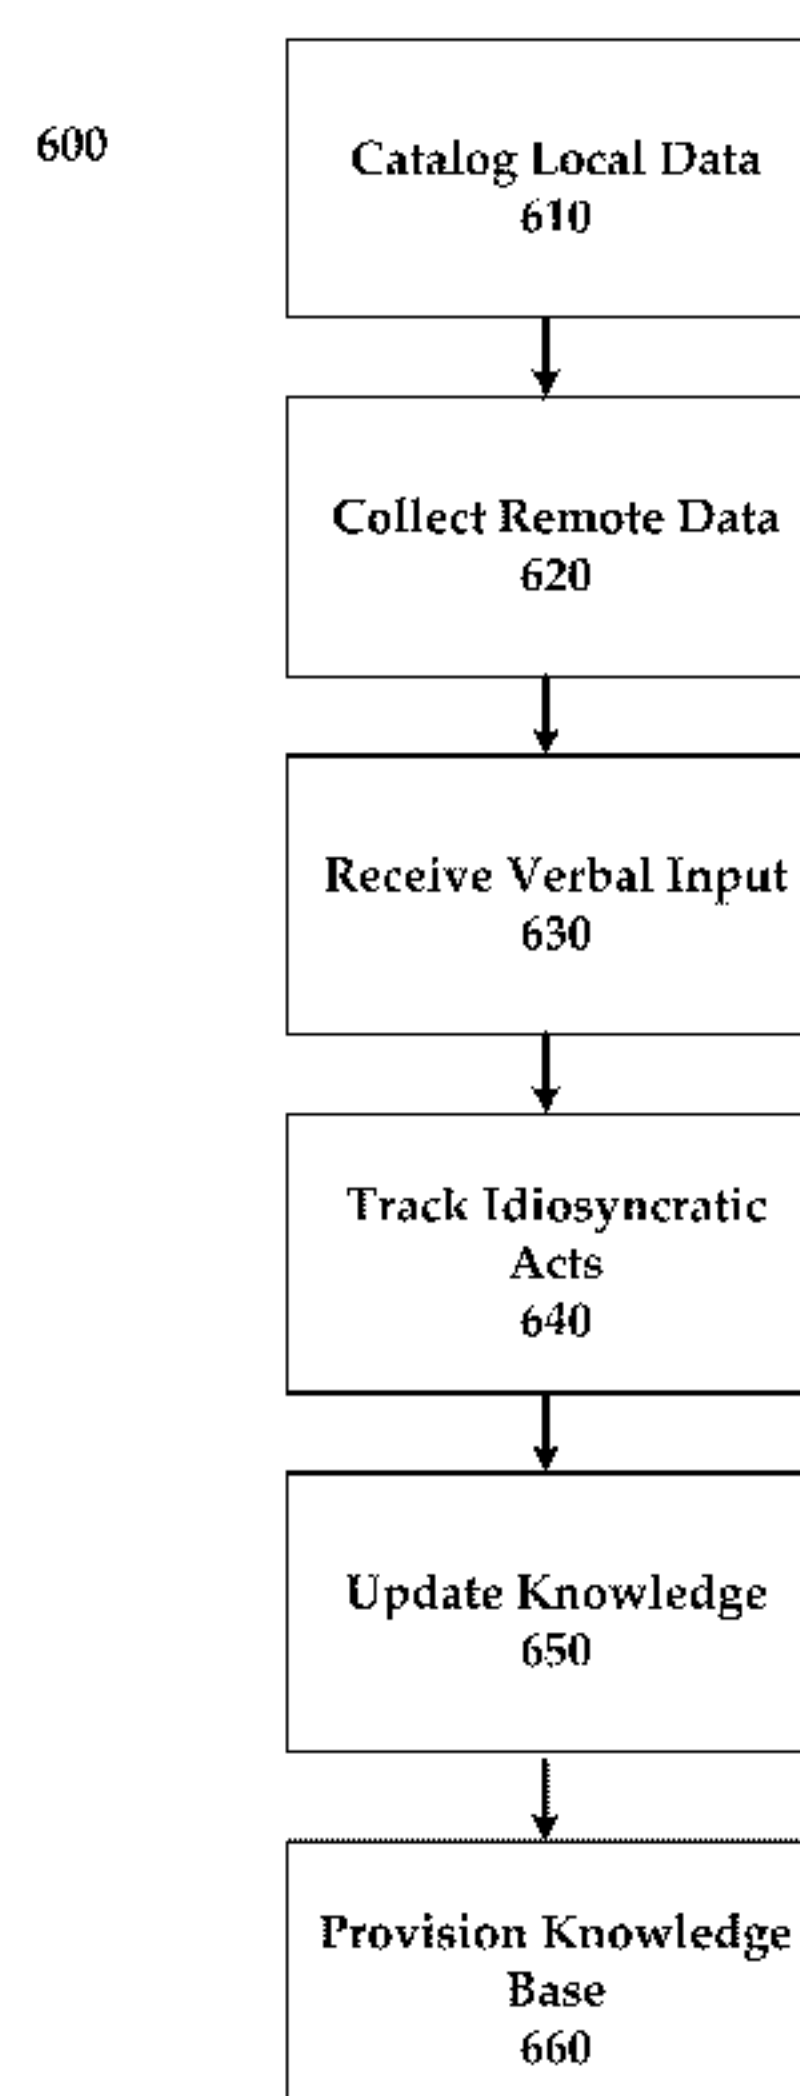 600
Catalog Local Data
610
Collect Remote Data
620
Receive Verbal Input
630
Track Idiosyncratic
Acts
640
Update Knowledge
650
Provision Knowledge
Base
660